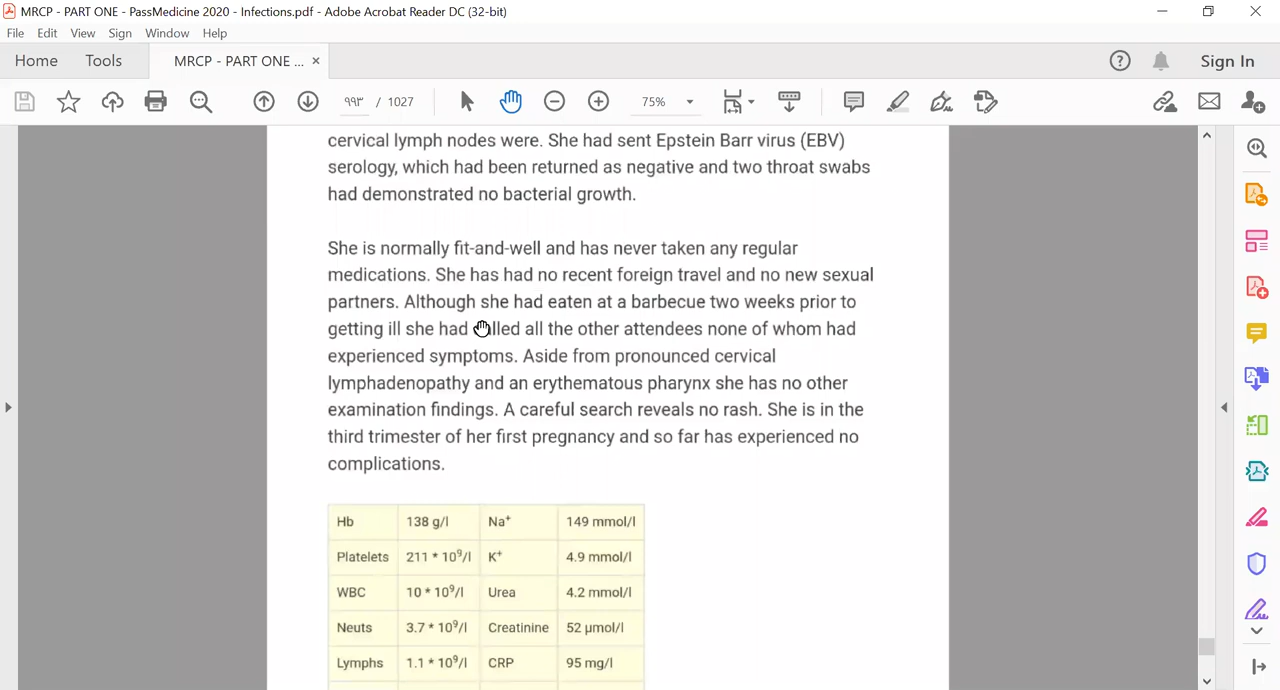 MRCP - PART ONE - PassMedicine 2020 - Infections.pdf - Adobe Acrobat Reader DC (32-bit)
File Edit View Sign Window Help
Home Tools MRCP - PART ONE ... × Sign In
٩٩٣ / 1027 75%
cervical lymph nodes were. She had sent Epstein Barr virus (EBV)
serology, which had been returned as negative and two throat swabs
had demonstrated no bacterial growth.
She is normally fit-and-well and has never taken any regular
medications. She has had no recent foreign travel and no new sexual
partners. Although she had eaten at a barbecue two weeks prior to
getting ill she had all the other attendees none of whom had
experienced symptoms. Aside from pronounced cervical
lymphadenopathy and an erythematous pharynx she has no other
examination findings. A careful search reveals no rash. She is in the
third trimester of her first pregnancy and so far has experienced no
complications.
Hb 138 g/l Na⁺ 149 mmol/l
Platelets 211 * 10⁹/l K⁺ 4.9 mmol/l
WBC 10 * 10⁹/l Urea 4.2 mmol/l
Neuts 3.7 * 10⁹/l Creatinine 52 µmol/l
Lymphs 1.1 * 10⁹/l CRP 95 mg/l